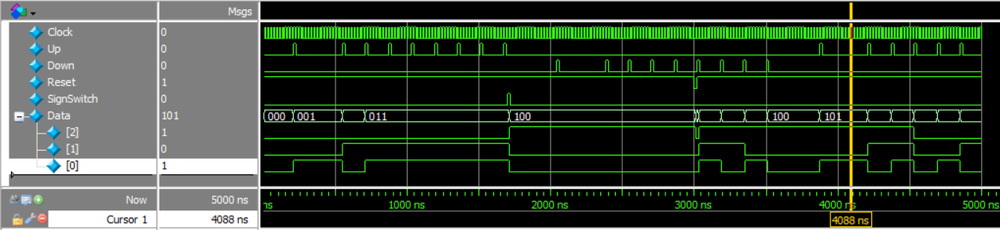 Msgs
Clock 0
Up 0
Down 0
Reset 1
SignSwitch 0
Data 101 000 001 011 100 100 101
[2] 1
[1] 0
[0] 1
Now 5000 ns ns 1000 ns 2000 ns 3000 ns 4000 ns 5000 ns
Cursor 1 4088 ns 4088 ns